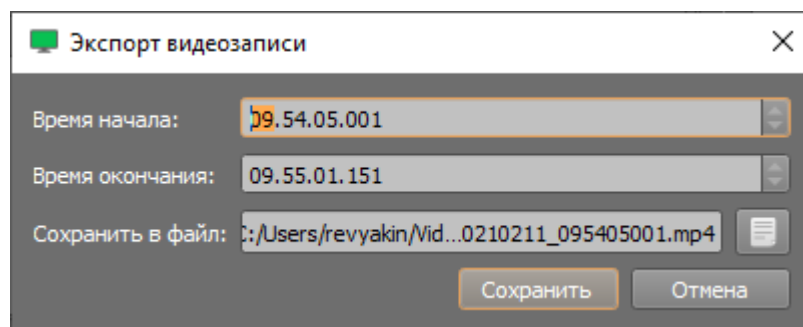 Экспорт видеозаписи
Время начала: 09.54.05.001
Время окончания: 09.55.01.151
Сохранить в файл: C:/Users/revyakin/Vid...0210211_095405001.mp4
Сохранить Отмена